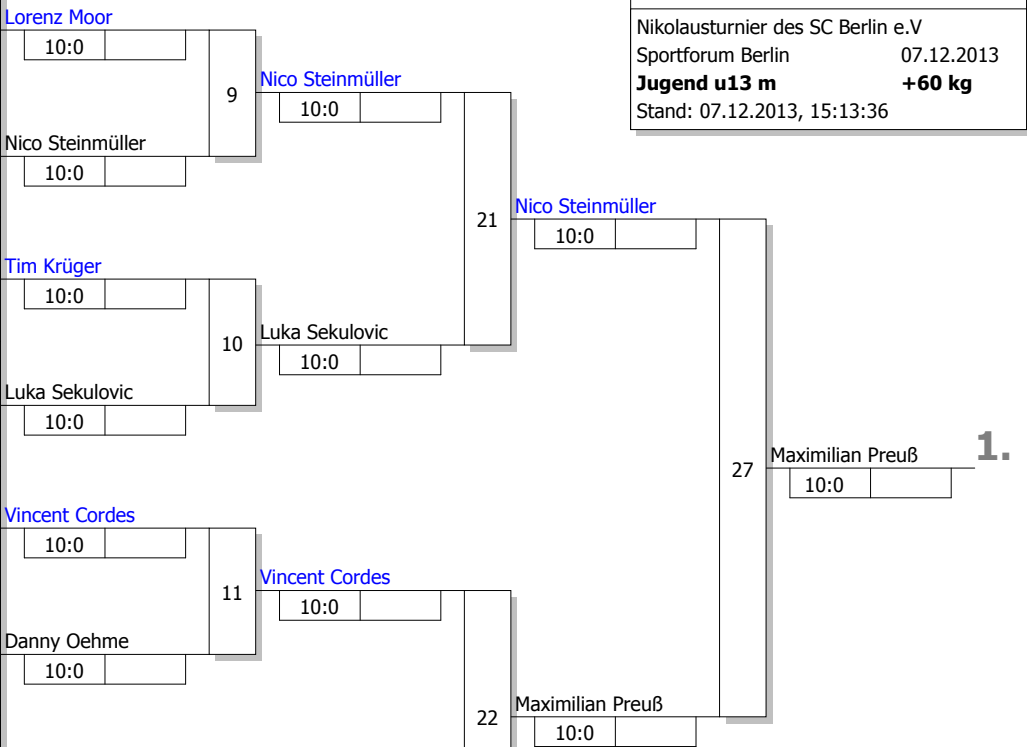 Nikolausturnier des SC Berlin e.V
Sportforum Berlin 07.12.2013
Jugend u13 m +60 kg
Stand: 07.12.2013, 15:13:36
Lorenz Moor
10:0
9
Nico Steinmüller
10:0
Nico Steinmüller
10:0
21
Nico Steinmüller
10:0
Tim Krüger
10:0
10
Luka Sekulovic
10:0
Luka Sekulovic
10:0
27
Maximilian Preuß
1.
10:0
Vincent Cordes
10:0
11
Vincent Cordes
10:0
Danny Oehme
10:0
22
Maximilian Preuß
10:0